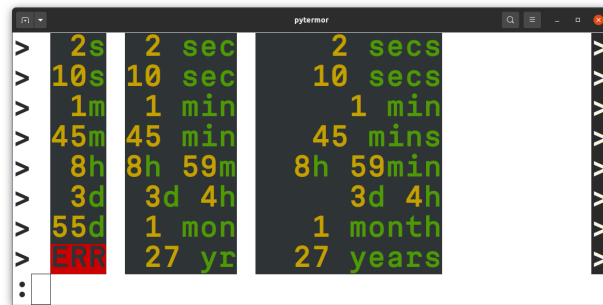 pytermor
> 2s 2 sec 2 secs >
> 10s 10 sec 10 secs >
> 1m 1 min 1 min >
> 45m 45 min 45 mins >
> 8h 8h 59m 8h 59min >
> 3d 3d 4h 3d 4h >
> 55d 1 mon 1 month >
> ERR 27 yr 27 years >
: